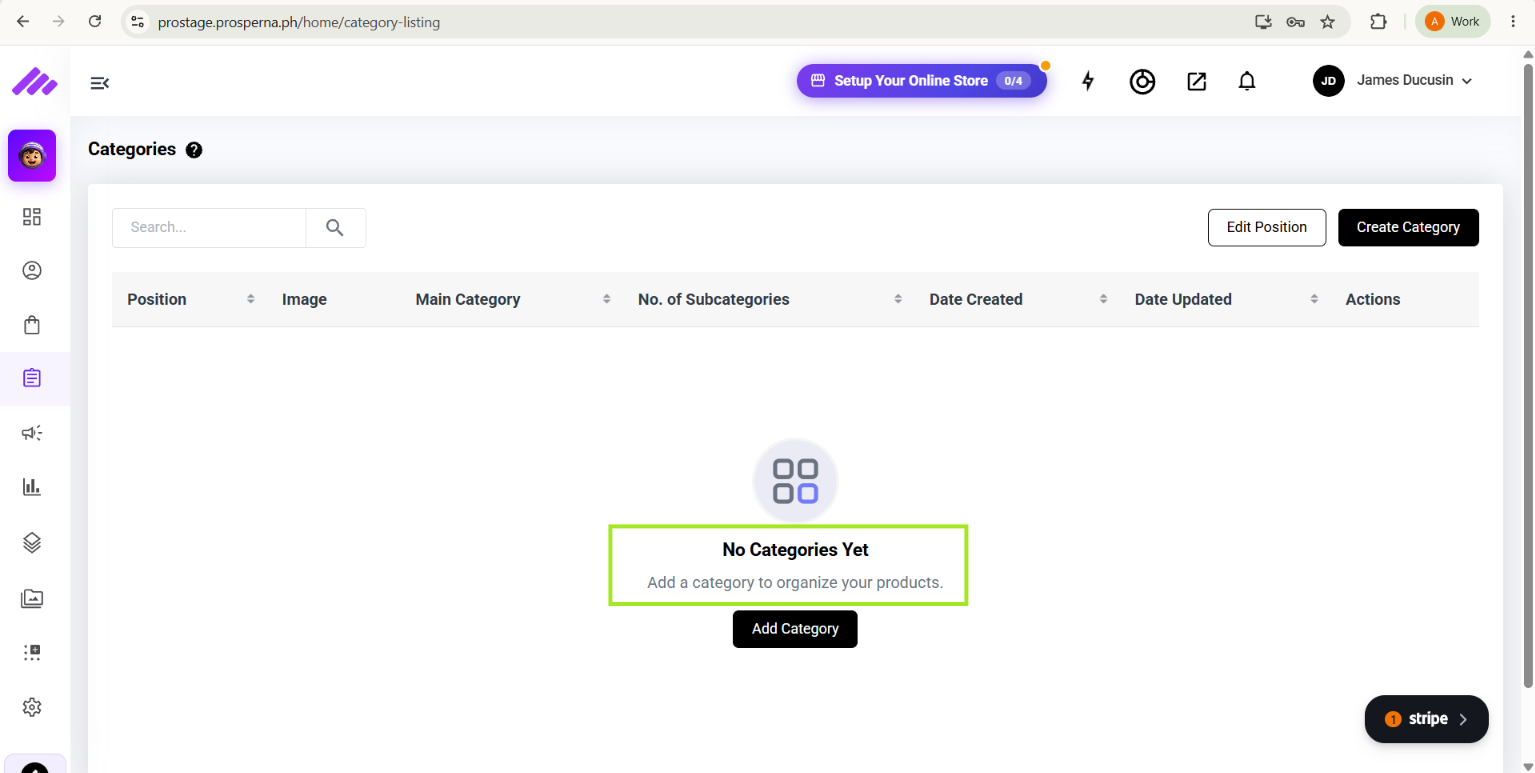 prostage.prosperna.ph/home/category-listing
A Work
Setup Your Online Store 0/4
JD James Ducusin
Categories ?
Search...
Edit Position
Create Category
Position Image Main Category No. of Subcategories Date Created Date Updated Actions
No Categories Yet
Add a category to organize your products.
Add Category
1 stripe